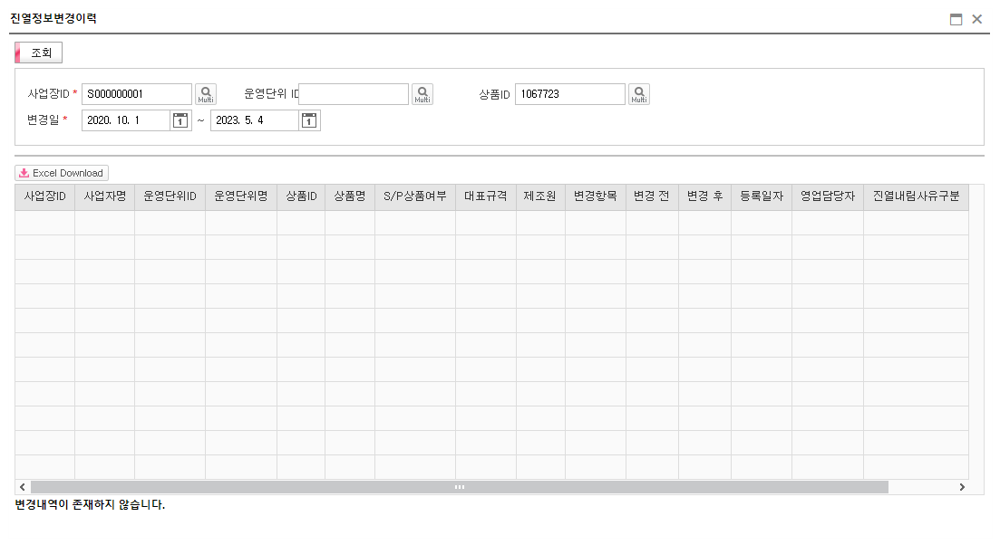 진열정보변경이력
조회
사업장ID * S000000001 Multi 운영단위 ID Multi 상품ID 1067723 Multi
변경일 * 2020. 10. 1 1 ~ 2023. 5. 4 1
Excel Download
사업장ID 사업자명 운영단위ID 운영단위명 상품ID 상품명 S/P상품여부 대표규격 제조원 변경항목 변경 전 변경 후 등록일자 영업담당자 진열내림사유구분
변경내역이 존재하지 않습니다.